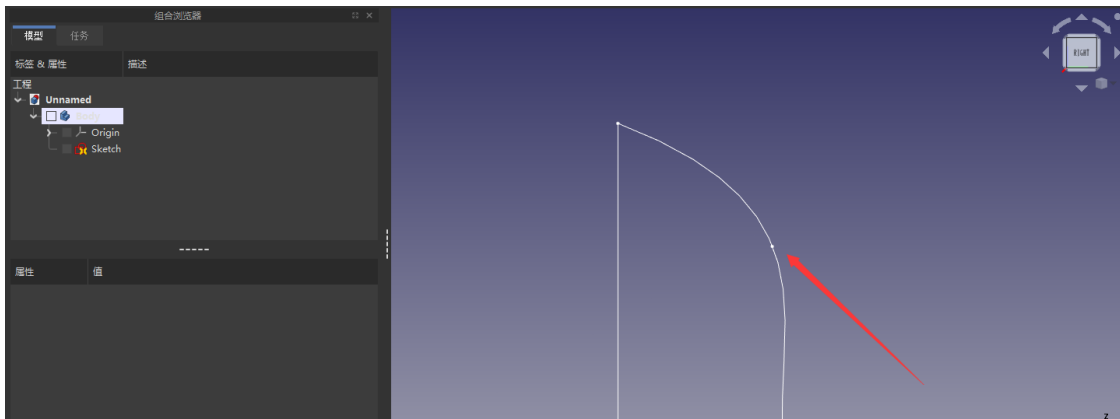 组合浏览器
模型 任务
标签 & 属性 描述
工程
Unnamed
Body
Origin
Sketch
属性 值
RIGHT
z